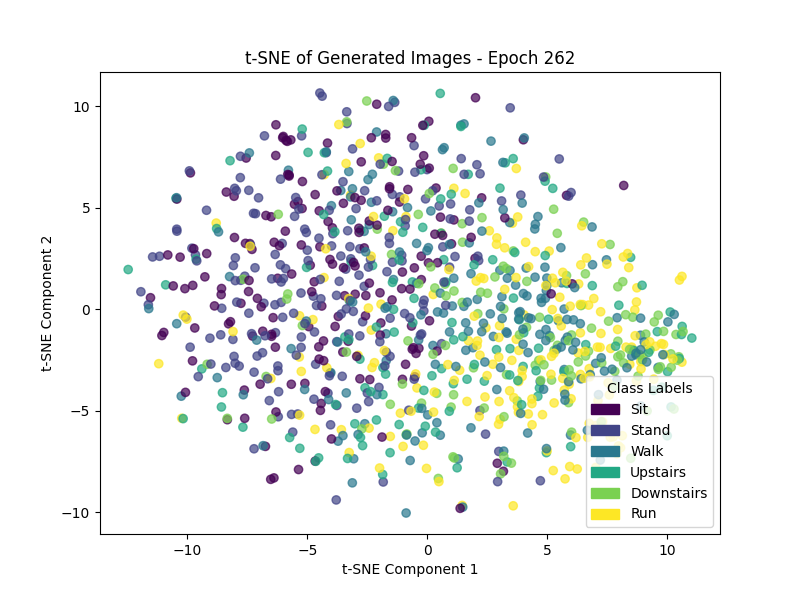 t-SNE of Generated Images - Epoch 262
10
5
0
−5
−10
t-SNE Component 2
−10
−5
0
5
10
t-SNE Component 1
Class Labels
Sit
Stand
Walk
Upstairs
Downstairs
Run